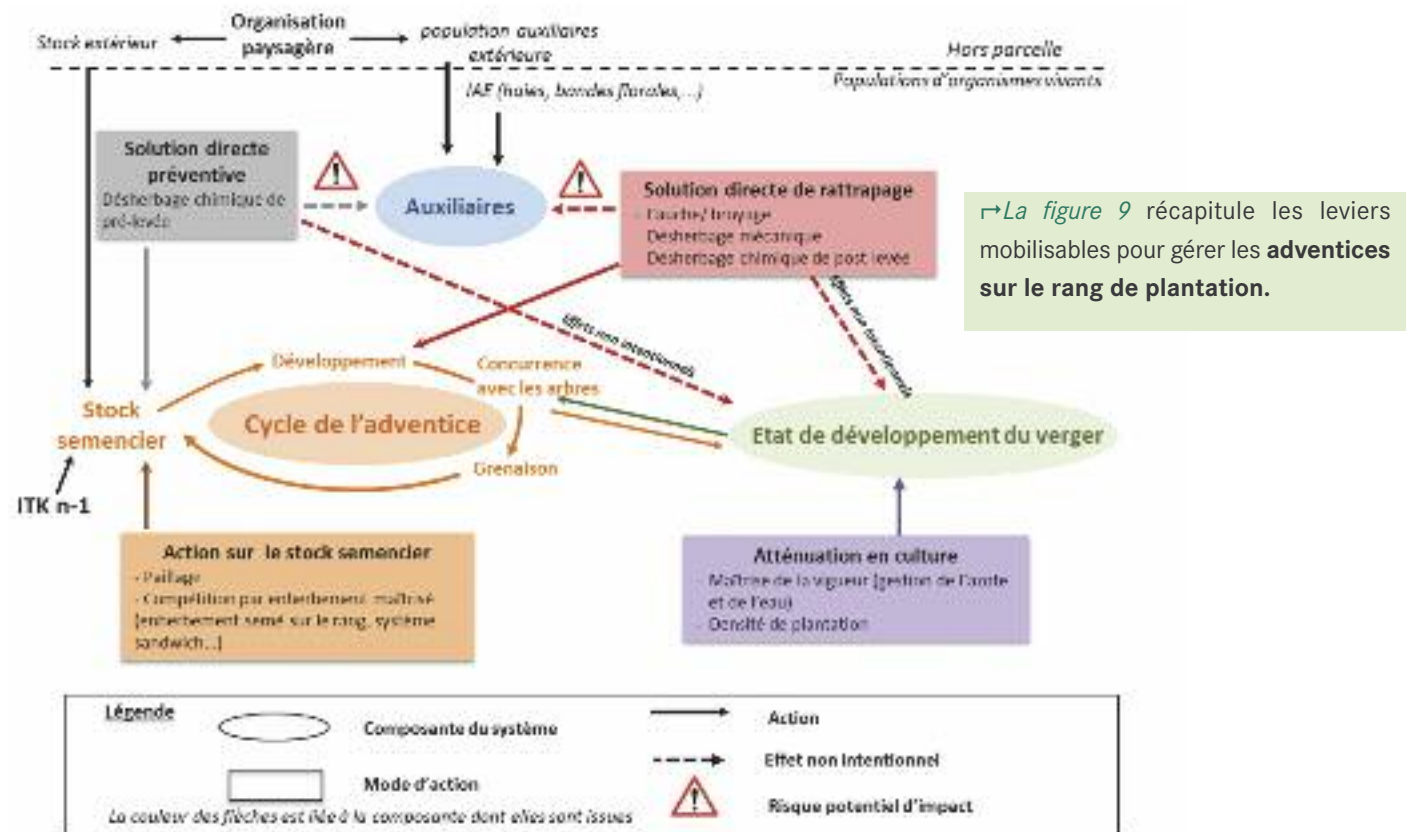 Organisation
paysagère
Stock extérieur
population auxiliaires
extérieure
Hors parcelle
Populations d'organismes vivants
IAE (haies, bandes florales,...)
Solution directe
préventive
Désherbage chimique de
pré-levée
Auxiliaires
Solution directe de rattrapage
- Fauche/ broyage
Désherbage mécanique
Désherbage chimique de post levée
↦La figure 9 récapitule les leviers
mobilisables pour gérer les adventices
sur le rang de plantation.
Effets non intentionnels
Effets non intentionnels
Développement
Concurrence
avec les arbres
Stock
semencier
Cycle de l'adventice
Etat de développement du verger
Grenaison
ITK n-1
Action sur le stock semencier
- Paillage
- Compétition par enherbement maîtrisé
(enherbement semé sur le rang, système
sandwich...)
Atténuation en culture
- Maîtrise de la vigueur (gestion de l'azote
et de l'eau)
- Densité de plantation
Légende
Composante du système
Action
Effet non intentionnel
Mode d'action
Risque potentiel d'impact
La couleur des flèches est liée à la composante dont elles sont issues